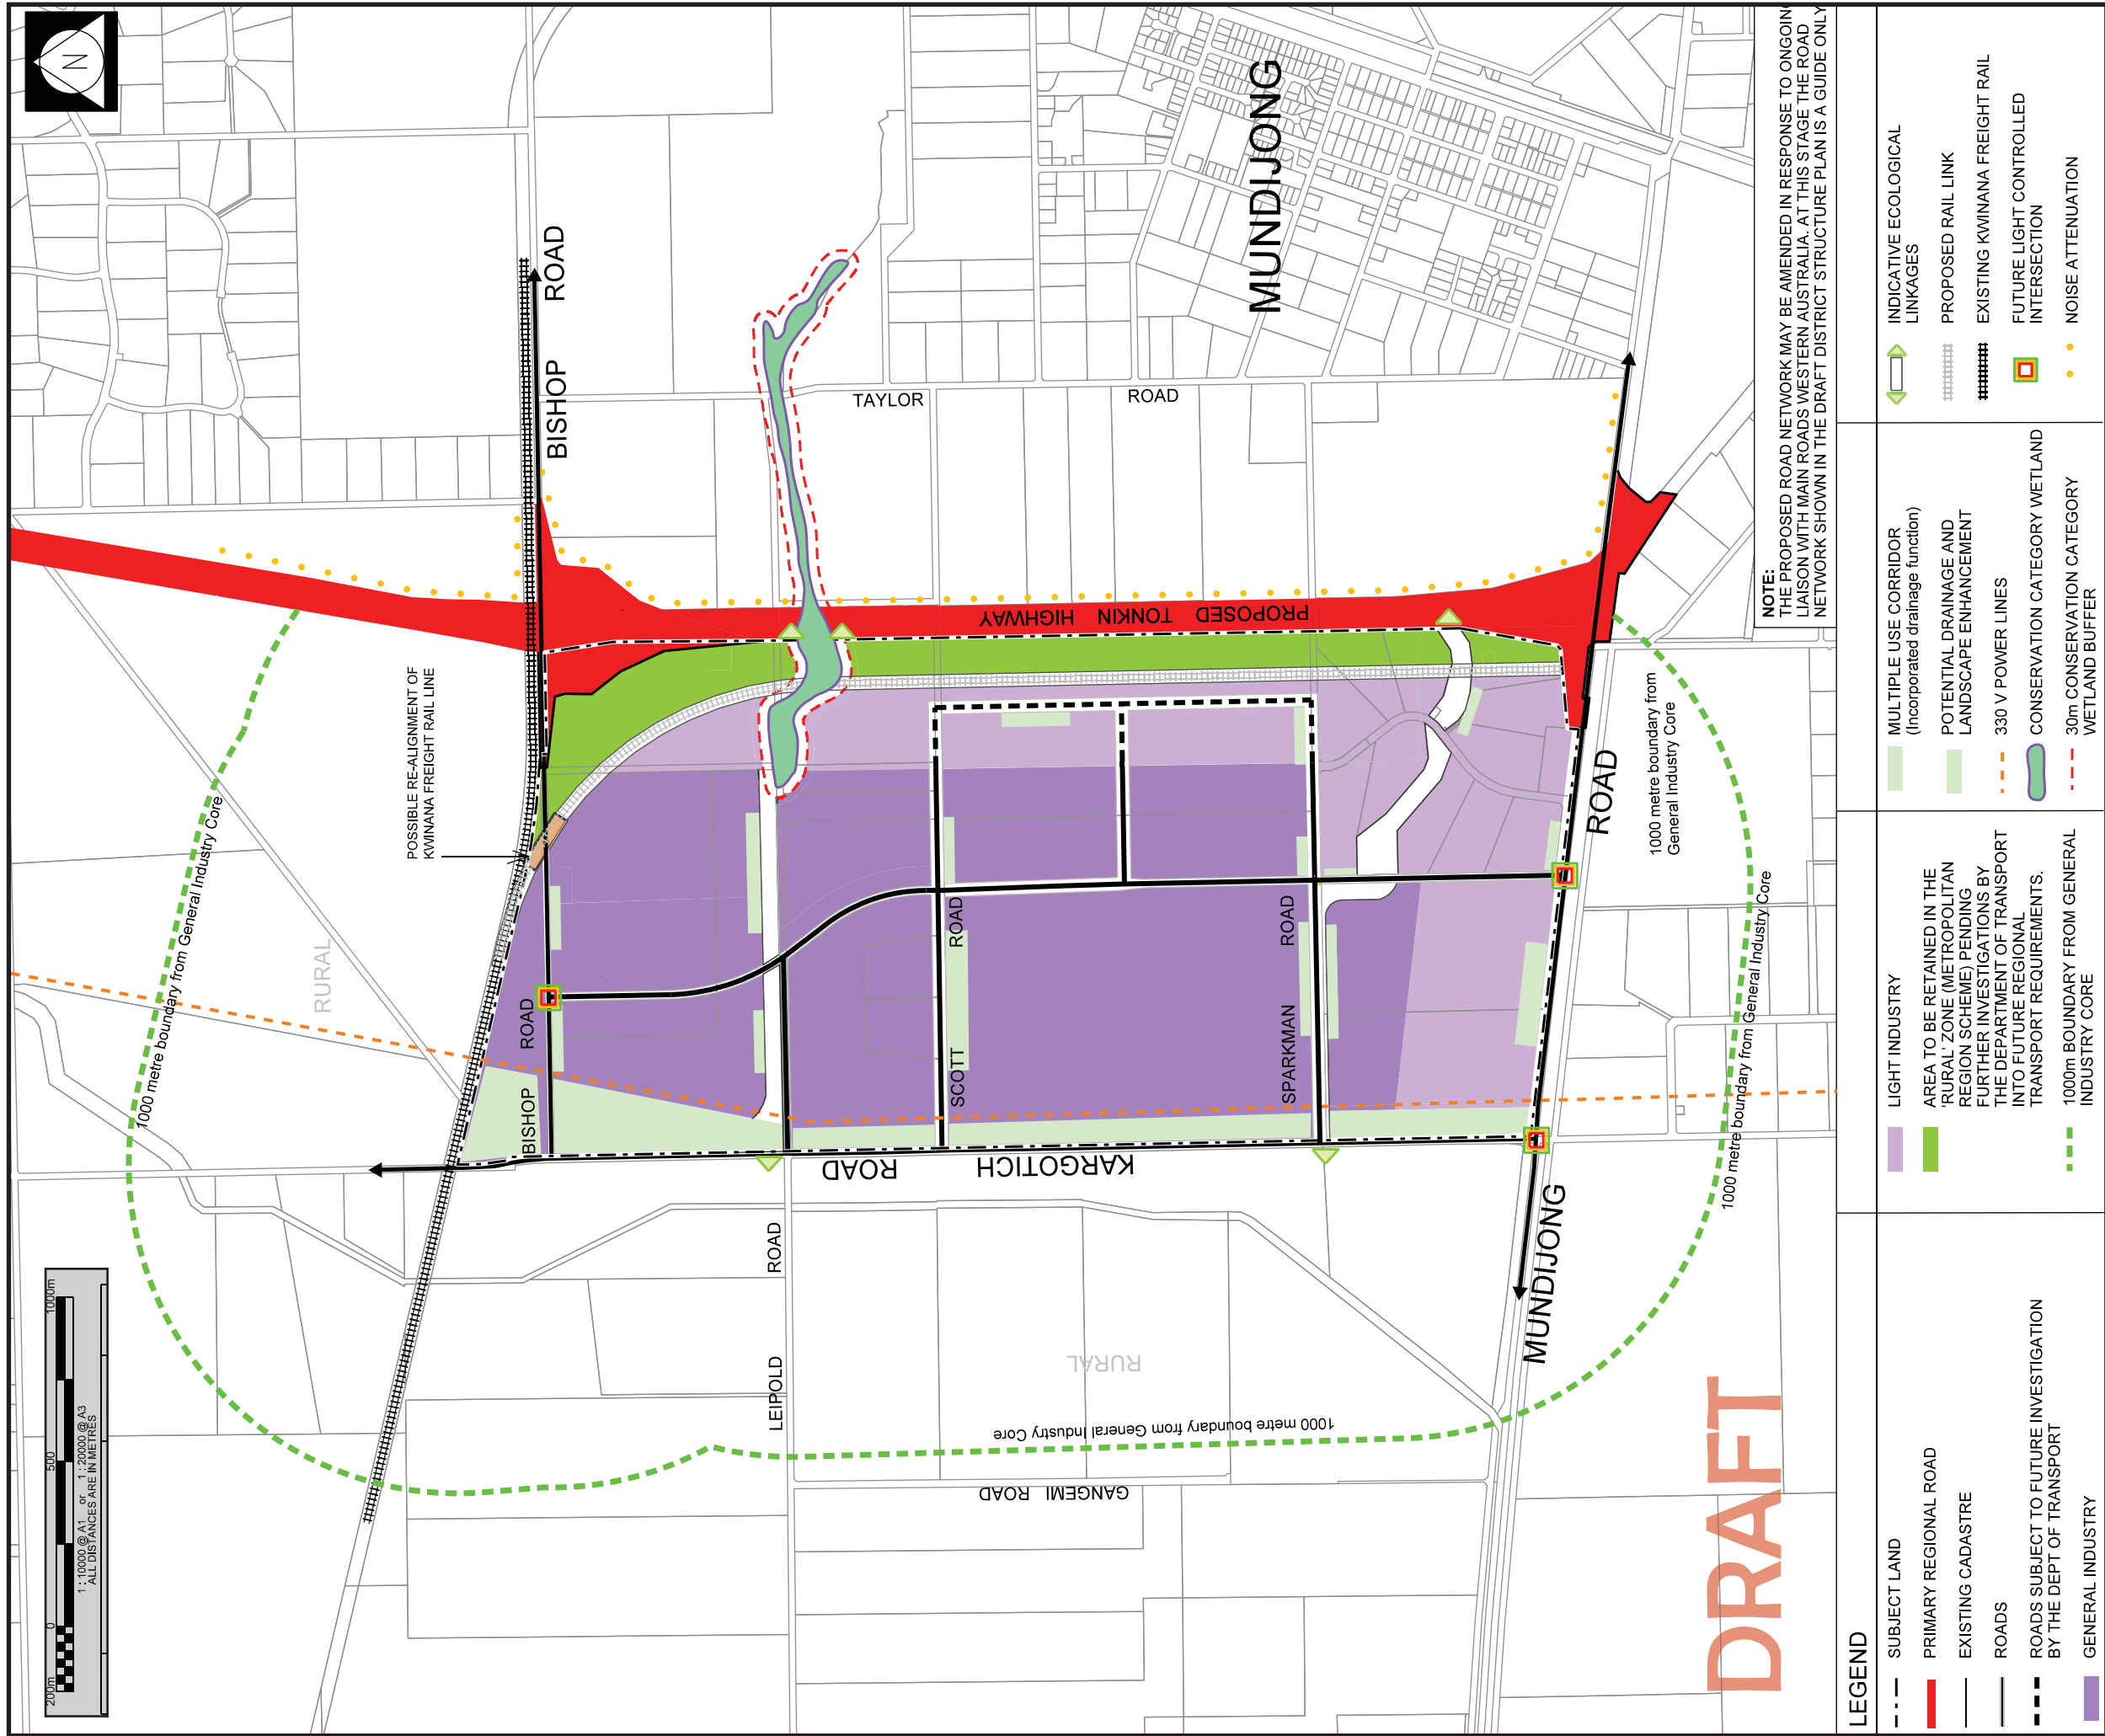 N
200m 0 500 1000m
1 : 10000 @ A1 or 1 : 20000 @ A3
ALL DISTANCES ARE IN METRES
BISHOP ROAD
MUNDIJONG
TAYLOR ROAD
POSSIBLE RE-ALIGNMENT OF
KWINANA FREIGHT RAIL LINE
PROPOSED TONKIN HIGHWAY
1000 metre boundary from General Industry Core
RURAL
BISHOP ROAD
SCOTT ROAD
SPARKMAN ROAD
KARGOTICH ROAD
LEIPOLD ROAD
RURAL
1000 metre boundary from General Industry Core
GANGEMI ROAD
MUNDIJONG ROAD
1000 metre boundary from
General Industry Core
1000 metre boundary from General Industry Core
DRAFT
NOTE:
THE PROPOSED ROAD NETWORK MAY BE AMENDED IN RESPONSE TO ONGOING
LIAISON WITH MAIN ROADS WESTERN AUSTRALIA. AT THIS STAGE THE ROAD
NETWORK SHOWN IN THE DRAFT DISTRICT STRUCTURE PLAN IS A GUIDE ONLY
LEGEND
SUBJECT LAND
PRIMARY REGIONAL ROAD
EXISTING CADASTRE
ROADS
ROADS SUBJECT TO FUTURE INVESTIGATION
BY THE DEPT OF TRANSPORT
GENERAL INDUSTRY
LIGHT INDUSTRY
AREA TO BE RETAINED IN THE
'RURAL' ZONE (METROPOLITAN
REGION SCHEME) PENDING
FURTHER INVESTIGATIONS BY
THE DEPARTMENT OF TRANSPORT
INTO FUTURE REGIONAL
TRANSPORT REQUIREMENTS.
1000m BOUNDARY FROM GENERAL
INDUSTRY CORE
MULTIPLE USE CORRIDOR
(Incorporated drainage function)
POTENTIAL DRAINAGE AND
LANDSCAPE ENHANCEMENT
330 V POWER LINES
CONSERVATION CATEGORY WETLAND
30m CONSERVATION CATEGORY
WETLAND BUFFER
INDICATIVE ECOLOGICAL
LINKAGES
PROPOSED RAIL LINK
EXISTING KWINANA FREIGHT RAIL
FUTURE LIGHT CONTROLLED
INTERSECTION
NOISE ATTENUATION